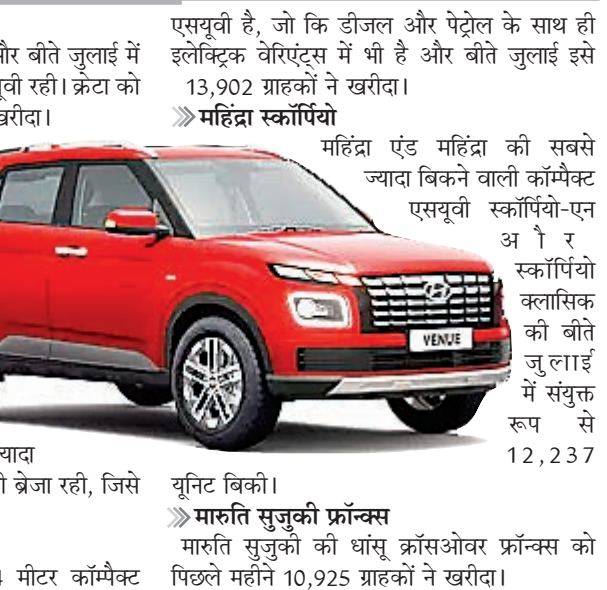 और बीते जुलाई में
रही। क्रेटा को
खरीदा।
ब्रेजा रही, जिसे
मीटर कॉम्पैक्ट
एसयूवी है, जो कि डीजल और पेट्रोल के साथ ही
इलेक्ट्रिक वेरिएंट्स में भी है और बीते जुलाई इसे
13,902 ग्राहकों ने खरीदा।
महिंद्रा स्कॉर्पियो
महिंद्रा एंड महिंद्रा की सबसे
ज्यादा बिकने वाली कॉम्पैक्ट
एसयूवी स्कॉर्पियो-एन
और
स्कॉर्पियो
क्लासिक
की बीते
जुलाई
में संयुक्त
रूप से
12,237
यूनिट बिकी।
VENUE
मारुति सुजुकी फ्रॉन्क्स
मारुति सुजुकी की धांसू क्रॉसओवर फ्रॉन्क्स को
पिछले महीने 10,925 ग्राहकों ने खरीदा।